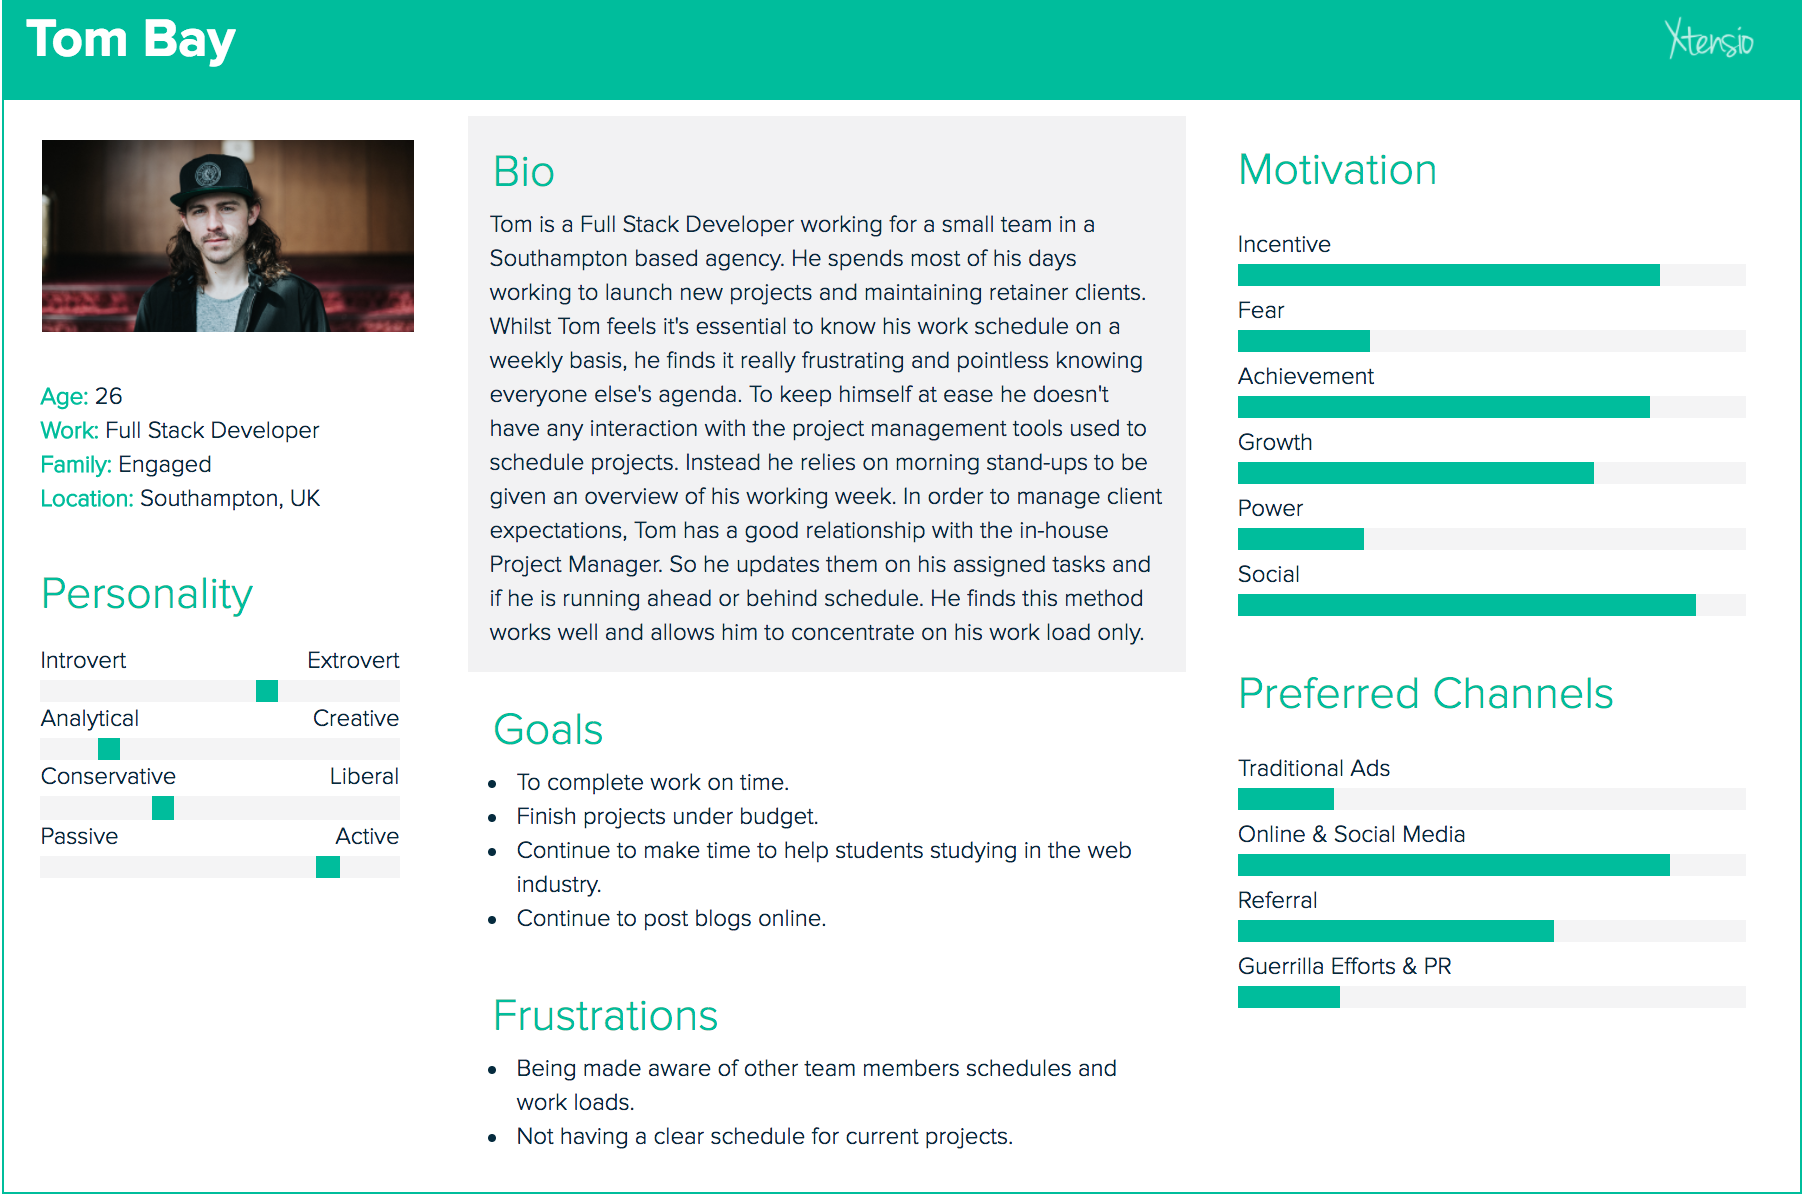 Tom Bay
Xtensio
Age: 26
Work: Full Stack Developer
Family: Engaged
Location: Southampton, UK
Personality
Introvert Extrovert
Analytical Creative
Conservative Liberal
Passive Active
Bio
Tom is a Full Stack Developer working for a small team in a
Southampton based agency. He spends most of his days
working to launch new projects and maintaining retainer clients.
Whilst Tom feels it's essential to know his work schedule on a
weekly basis, he finds it really frustrating and pointless knowing
everyone else's agenda. To keep himself at ease he doesn't
have any interaction with the project management tools used to
schedule projects. Instead he relies on morning stand-ups to be
given an overview of his working week. In order to manage client
expectations, Tom has a good relationship with the in-house
Project Manager. So he updates them on his assigned tasks and
if he is running ahead or behind schedule. He finds this method
works well and allows him to concentrate on his work load only.
Goals
• To complete work on time.
• Finish projects under budget.
• Continue to make time to help students studying in the web
industry.
• Continue to post blogs online.
Frustrations
• Being made aware of other team members schedules and
work loads.
• Not having a clear schedule for current projects.
Motivation
Incentive
Fear
Achievement
Growth
Power
Social
Preferred Channels
Traditional Ads
Online & Social Media
Referral
Guerrilla Efforts & PR